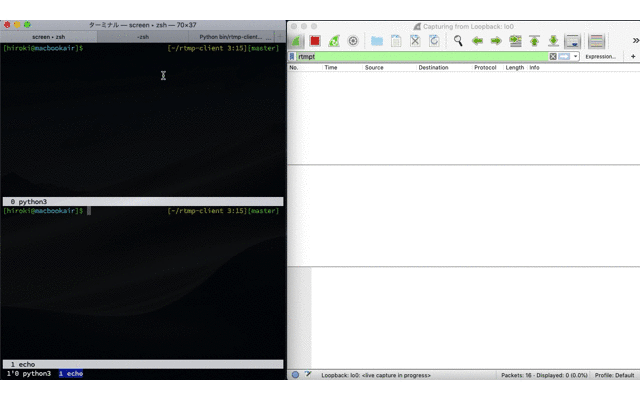 ターミナル — screen • zsh — 70×37
screen • zsh
-zsh
Python bin/rtmp-client... ...
[hiroki@macbookair]$ [~/rtmp-client 3:15][master]
0 python3
[hiroki@macbookair]$ [~/rtmp-client 3:15][master]
1 echo
1'0 python3 1 echo
Capturing from Loopback: lo0
rtmpt
Expression...
+
No. Time Source Destination Protocol Length Info
Loopback: lo0: <live capture in progress>
Packets: 16 · Displayed: 0 (0.0%)
Profile: Default